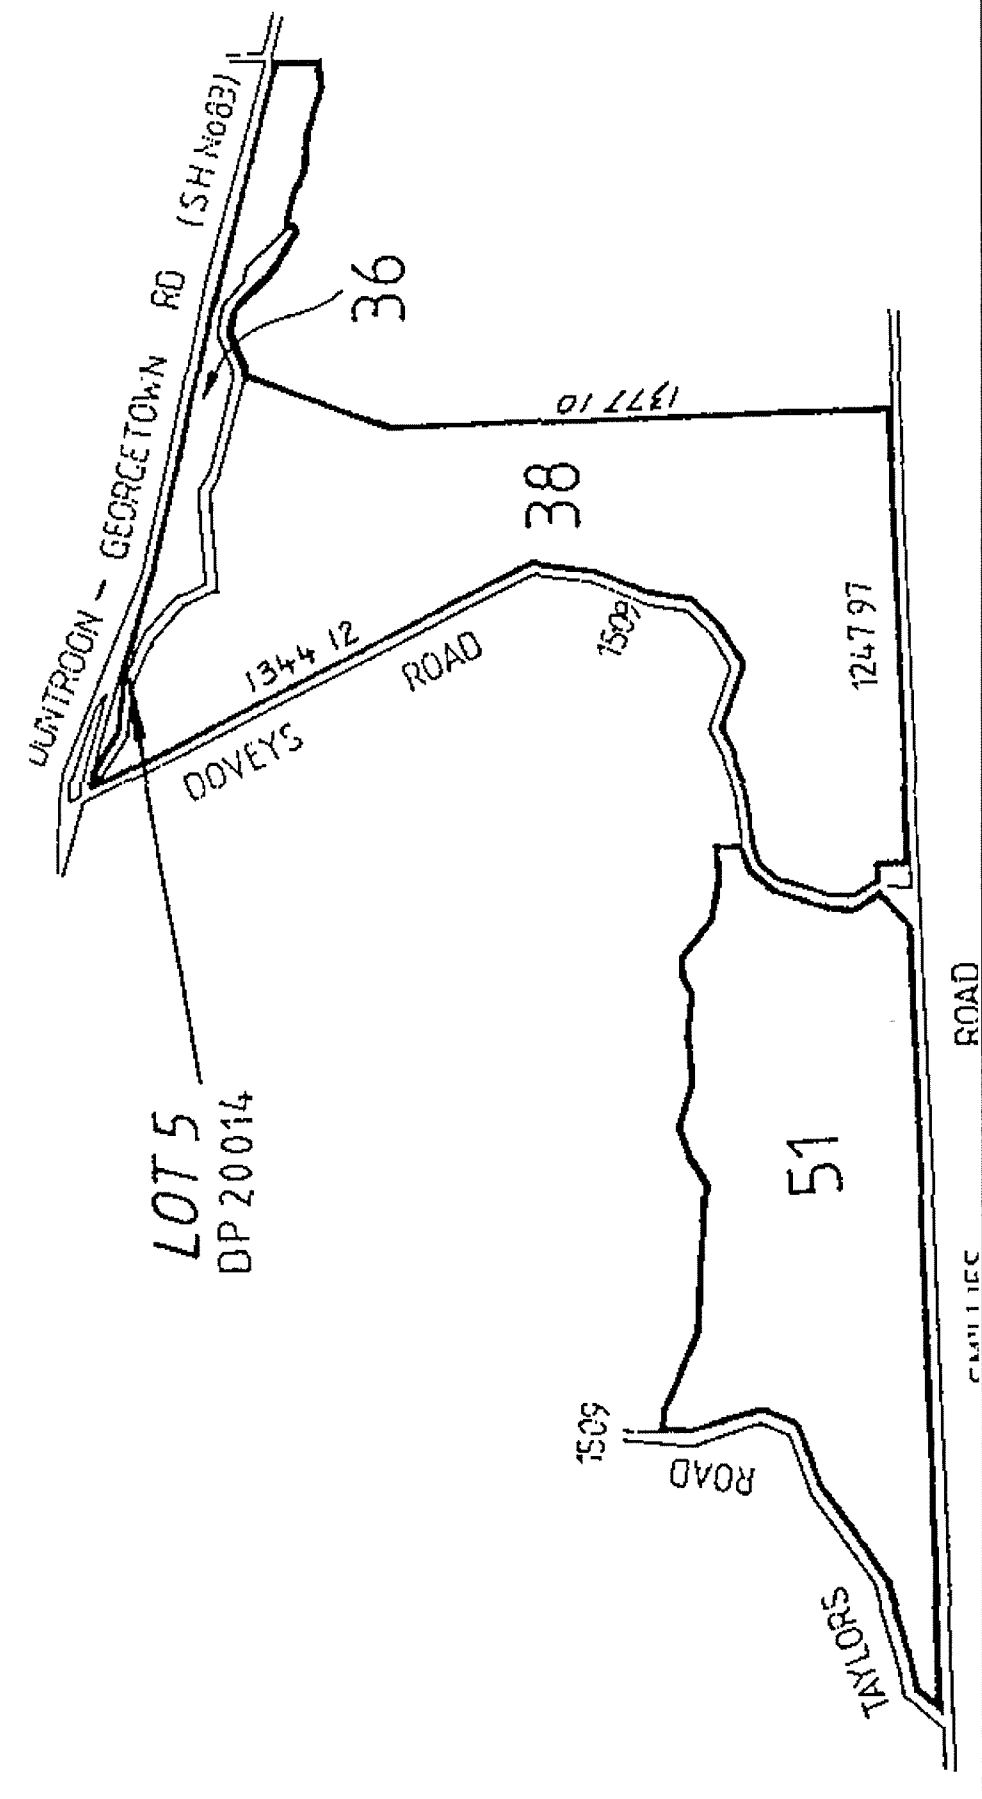 DUNTROON - GEORGETOWN RD (SH No83)
36
1377 10
38
1344 12
DOVEYS ROAD
1509
1247 97
LOT 5
DP 20014
51
ROAD
1509
TAYLORS ROAD